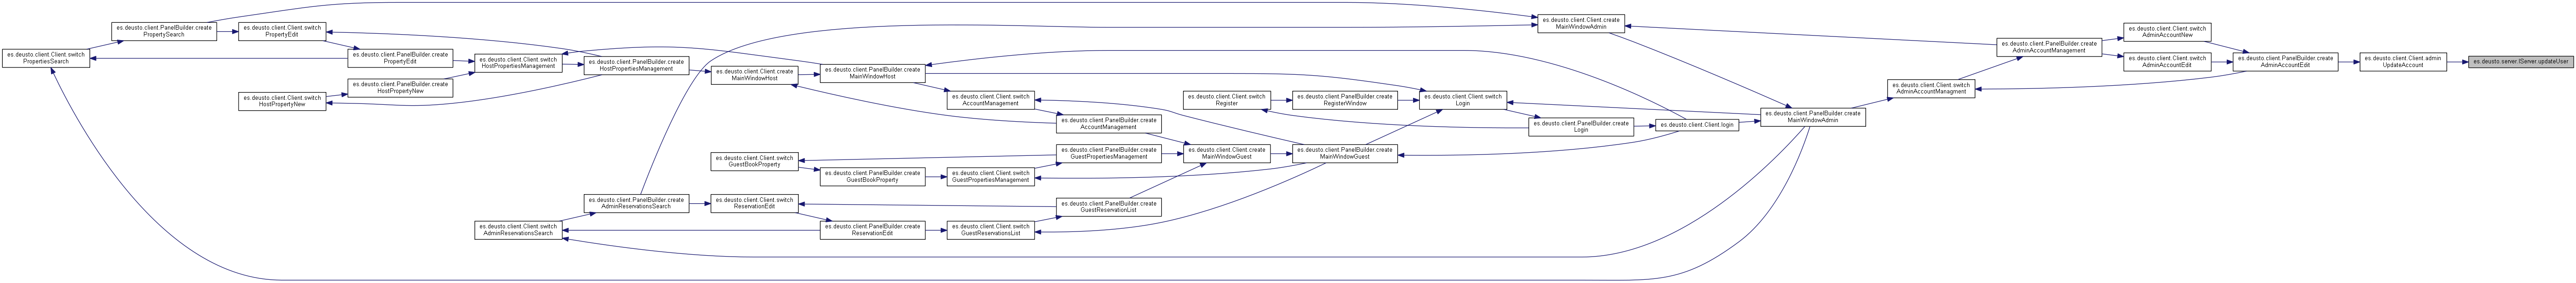 es.deusto.client.Client.switch
PropertiesSearch
es.deusto.client.PanelBuilder.create
PropertySearch
es.deusto.client.Client.switch
PropertyEdit
es.deusto.client.Client.switch
HostPropertyNew
es.deusto.client.PanelBuilder.create
PropertyEdit
es.deusto.client.PanelBuilder.create
HostPropertyNew
es.deusto.client.Client.switch
HostPropertiesManagement
es.deusto.client.Client.switch
AdminReservationsSearch
es.deusto.client.PanelBuilder.create
HostPropertiesManagement
es.deusto.client.PanelBuilder.create
AdminReservationsSearch
es.deusto.client.Client.create
MainWindowHost
es.deusto.client.Client.switch
GuestBookProperty
es.deusto.client.Client.switch
ReservationEdit
es.deusto.client.PanelBuilder.create
MainWindowHost
es.deusto.client.PanelBuilder.create
GuestBookProperty
es.deusto.client.PanelBuilder.create
ReservationEdit
es.deusto.client.Client.switch
AccountManagement
es.deusto.client.Client.switch
GuestPropertiesManagement
es.deusto.client.Client.switch
GuestReservationsList
es.deusto.client.PanelBuilder.create
AccountManagement
es.deusto.client.PanelBuilder.create
GuestPropertiesManagement
es.deusto.client.PanelBuilder.create
GuestReservationList
es.deusto.client.Client.switch
Register
es.deusto.client.Client.create
MainWindowGuest
es.deusto.client.PanelBuilder.create
RegisterWindow
es.deusto.client.PanelBuilder.create
MainWindowGuest
es.deusto.client.Client.switch
Login
es.deusto.client.PanelBuilder.create
Login
es.deusto.client.Client.create
MainWindowAdmin
es.deusto.client.Client.login
es.deusto.client.PanelBuilder.create
MainWindowAdmin
es.deusto.client.Client.switch
AdminAccountManagment
es.deusto.client.PanelBuilder.create
AdminAccountManagement
es.deusto.client.Client.switch
AdminAccountNew
es.deusto.client.Client.switch
AdminAccountEdit
es.deusto.client.PanelBuilder.create
AdminAccountEdit
es.deusto.client.Client.admin
UpdateAccount
es.deusto.server.IServer.updateUser